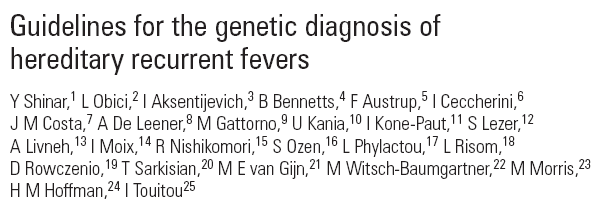 Guidelines for the genetic diagnosis of
hereditary recurrent fevers
Y Shinar,1 L Obici,2 I Aksentijevich,3 B Bennetts,4 F Austrup,5 I Ceccherini,6
J M Costa,7 A De Leener,8 M Gattorno,9 U Kania,10 I Kone-Paut,11 S Lezer,12
A Livneh,13 I Moix,14 R Nishikomori,15 S Ozen,16 L Phylactou,17 L Risom,18
D Rowczenio,19 T Sarkisian,20 M E van Gijn,21 M Witsch-Baumgartner,22 M Morris,23
H M Hoffman,24 I Touitou25